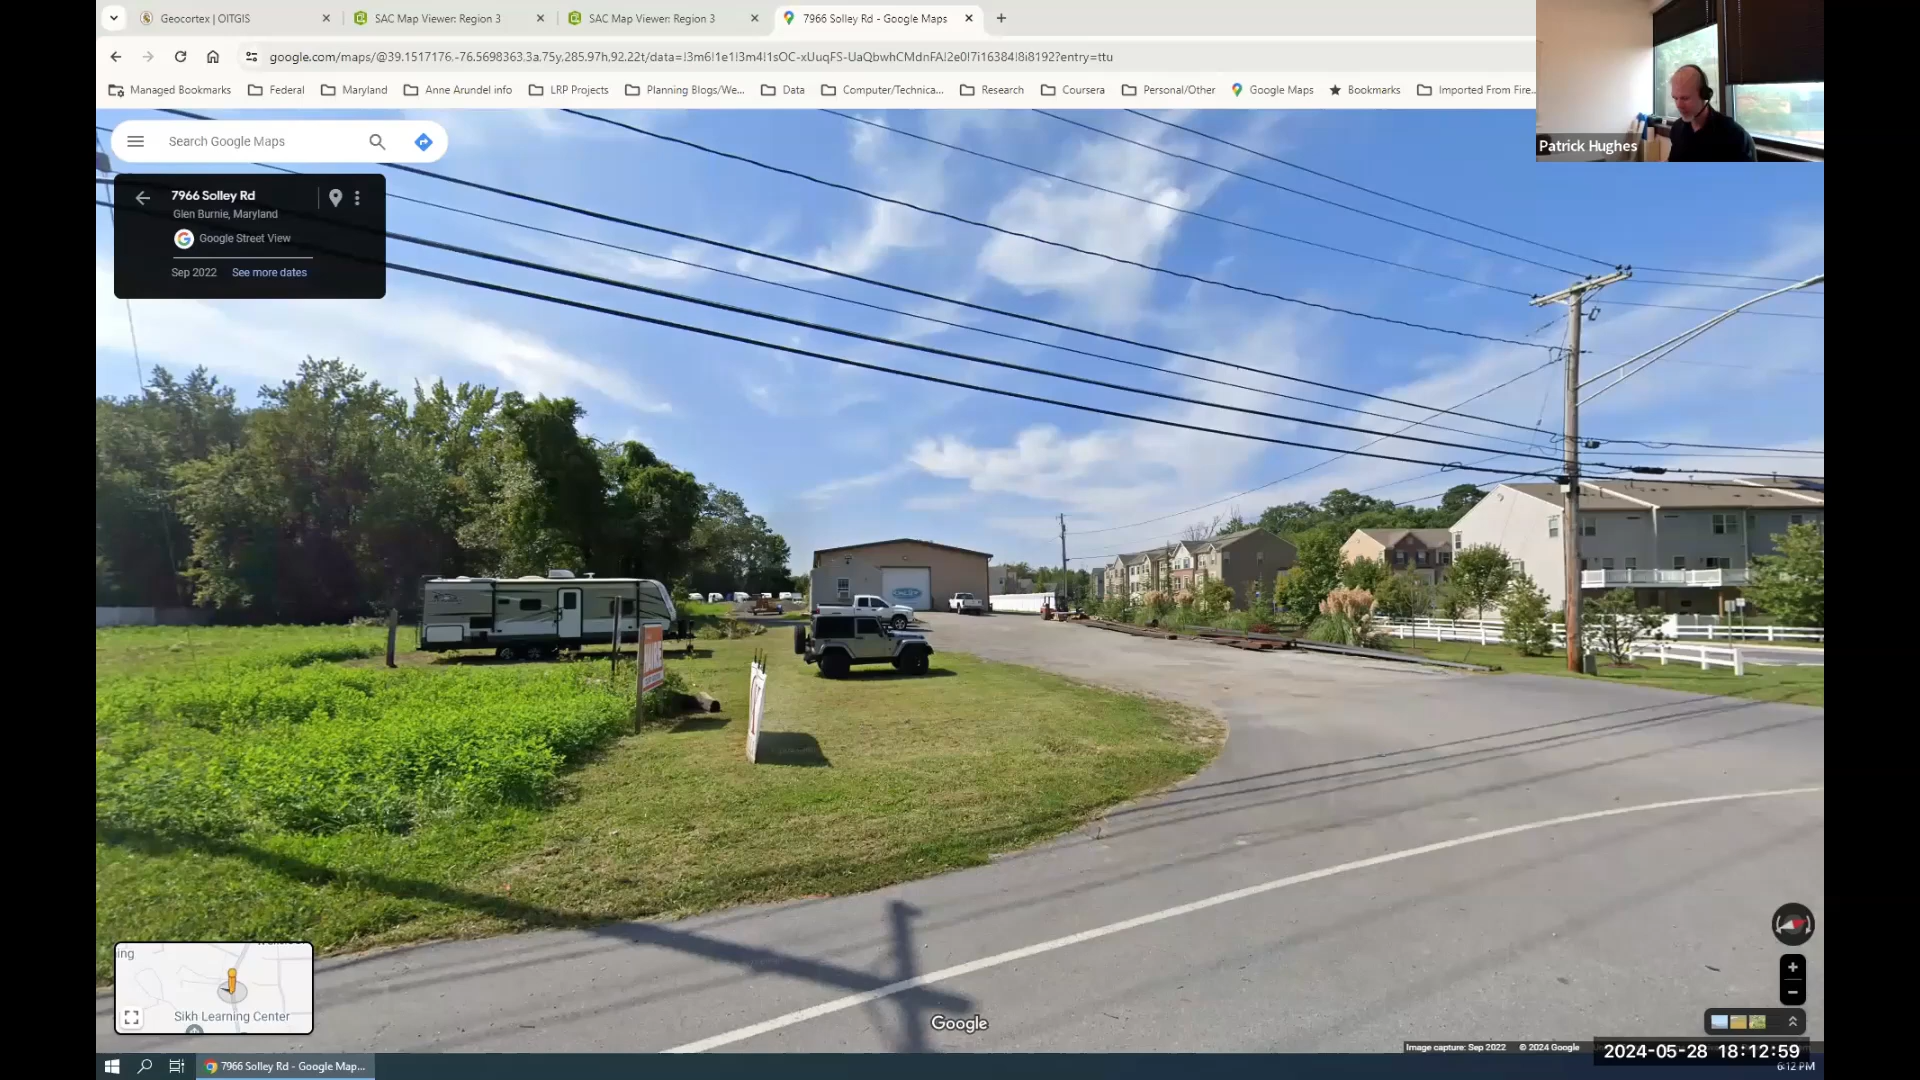 Geocortex | OITGIS
SAC Map Viewer: Region 3
SAC Map Viewer: Region 3
7966 Solley Rd - Google Maps
google.com/maps/@39.1517176,-76.5698363,3a,75y,285.97h,92.22t/data=!3m6!1e1!3m4!1sOC-xUuqFS-UaQbwhCMdnFA!2e0!7i16384!8i8192?entry=ttu
Managed Bookmarks
Federal
Maryland
Anne Arundel info
LRP Projects
Planning Blogs/We...
Data
Computer/Technica...
Research
Coursera
Personal/Other
Google Maps
Bookmarks
Imported From Fire...
Patrick Hughes
Search Google Maps
7966 Solley Rd
Glen Burnie, Maryland
Google Street View
Sep 2022 See more dates
ing
Sikh Learning Center
Google
Image capture: Sep 2022 © 2024 Google
2024-05-28 18:12:59
7966 Solley Rd - Google Map...
6:12 PM